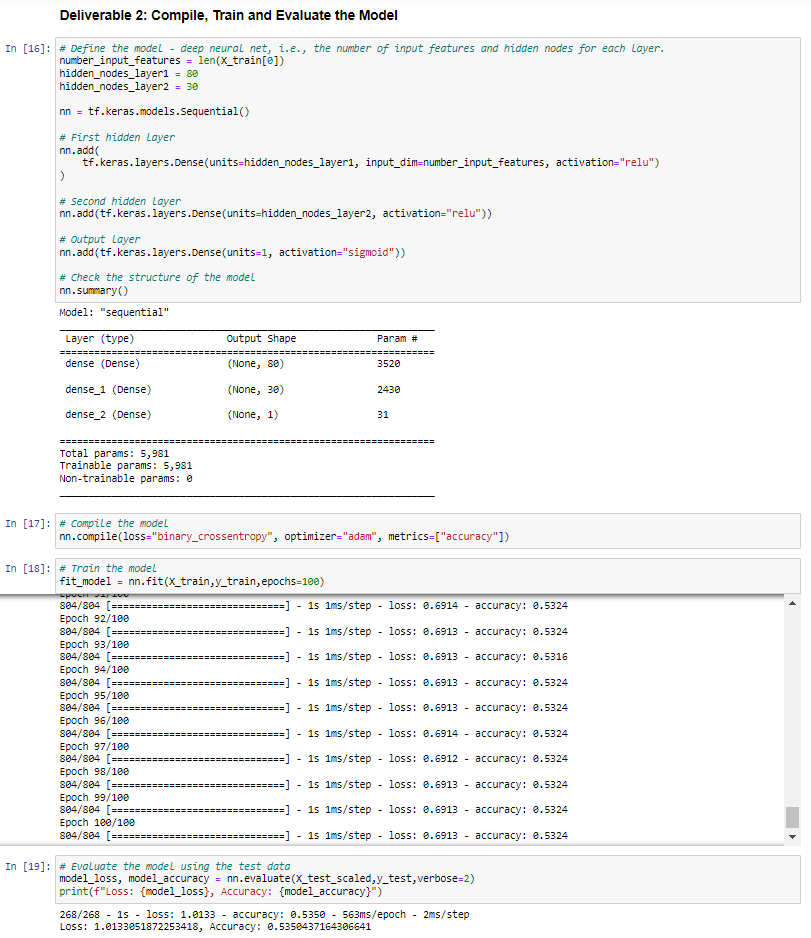 Deliverable 2: Compile, Train and Evaluate the Model
In [16]: # Define the model - deep neural net, i.e., the number of input features and hidden nodes for each layer.
number_input_features = len(X_train[0])
hidden_nodes_layer1 = 80
hidden_nodes_layer2 = 30
nn = tf.keras.models.Sequential()
# First hidden layer
nn.add(
    tf.keras.layers.Dense(units=hidden_nodes_layer1, input_dim=number_input_features, activation="relu")
)
# Second hidden layer
nn.add(tf.keras.layers.Dense(units=hidden_nodes_layer2, activation="relu"))
# Output layer
nn.add(tf.keras.layers.Dense(units=1, activation="sigmoid"))
# Check the structure of the model
nn.summary()
Model: "sequential"
_________________________________________________________________
Layer (type) Output Shape Param #
=================================================================
dense (Dense) (None, 80) 3520
dense_1 (Dense) (None, 30) 2430
dense_2 (Dense) (None, 1) 31
=================================================================
Total params: 5,981
Trainable params: 5,981
Non-trainable params: 0
_________________________________________________________________
In [17]: # Compile the model
nn.compile(loss="binary_crossentropy", optimizer="adam", metrics=["accuracy"])
In [18]: # Train the model
fit_model = nn.fit(X_train,y_train,epochs=100)
Epoch 91/100
804/804 [==============================] - 1s 1ms/step - loss: 0.6914 - accuracy: 0.5324
Epoch 92/100
804/804 [==============================] - 1s 1ms/step - loss: 0.6913 - accuracy: 0.5324
Epoch 93/100
804/804 [==============================] - 1s 1ms/step - loss: 0.6913 - accuracy: 0.5316
Epoch 94/100
804/804 [==============================] - 1s 1ms/step - loss: 0.6913 - accuracy: 0.5324
Epoch 95/100
804/804 [==============================] - 1s 1ms/step - loss: 0.6913 - accuracy: 0.5324
Epoch 96/100
804/804 [==============================] - 1s 1ms/step - loss: 0.6914 - accuracy: 0.5324
Epoch 97/100
804/804 [==============================] - 1s 1ms/step - loss: 0.6912 - accuracy: 0.5324
Epoch 98/100
804/804 [==============================] - 1s 1ms/step - loss: 0.6913 - accuracy: 0.5324
Epoch 99/100
804/804 [==============================] - 1s 1ms/step - loss: 0.6913 - accuracy: 0.5324
Epoch 100/100
804/804 [==============================] - 1s 1ms/step - loss: 0.6913 - accuracy: 0.5324
In [19]: # Evaluate the model using the test data
model_loss, model_accuracy = nn.evaluate(X_test_scaled,y_test,verbose=2)
print(f"Loss: {model_loss}, Accuracy: {model_accuracy}")
268/268 - 1s - loss: 1.0133 - accuracy: 0.5350 - 563ms/epoch - 2ms/step
Loss: 1.0133051872253418, Accuracy: 0.5350437164306641